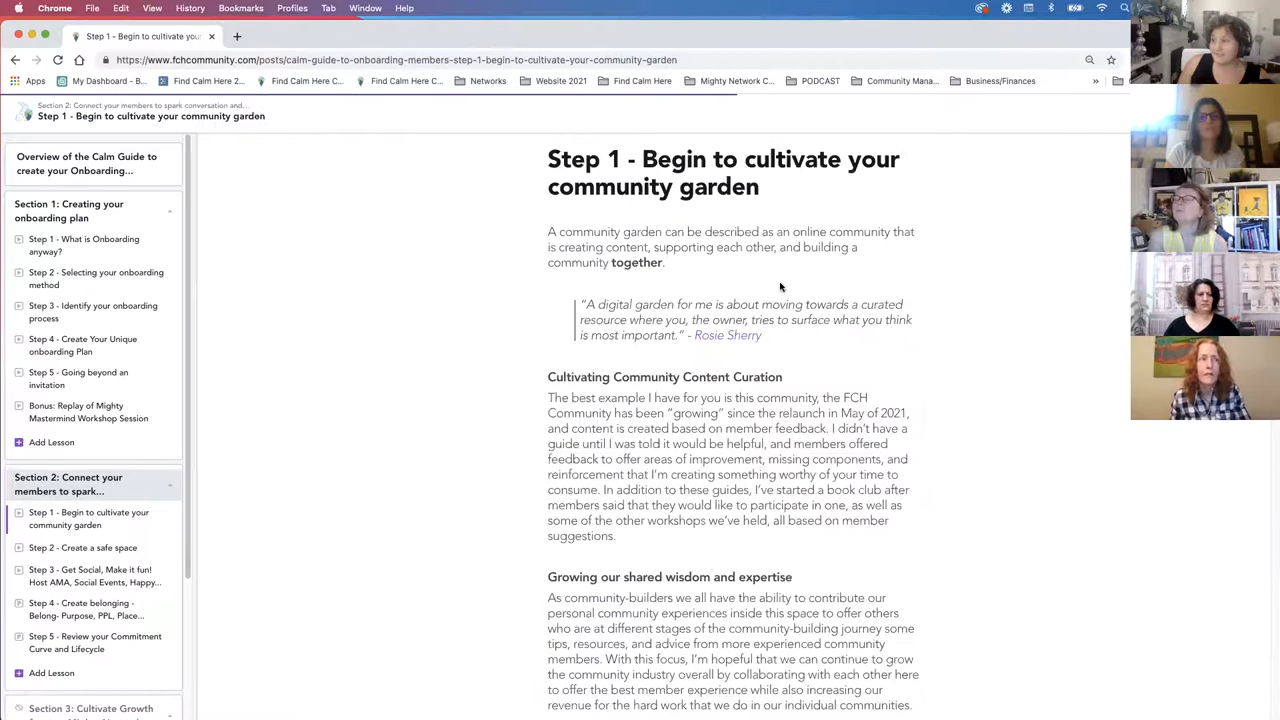 Chrome File Edit View History Bookmarks Profiles Tab Window Help
Step 1 - Begin to cultivate your
https://www.fchcommunity.com/posts/calm-guide-to-onboarding-members-step-1-begin-to-cultivate-your-community-garden
Apps My Dashboard - B... Find Calm Here 2... Find Calm Here C... Find Calm Here C... Networks Website 2021 Find Calm Here Mighty Network C... PODCAST Community Mana... Business/Finances »
Section 2: Connect your members to spark conversation and...
Step 1 - Begin to cultivate your community garden
Overview of the Calm Guide to
create your Onboarding...
Section 1: Creating your
onboarding plan
Step 1 - What is Onboarding
anyway?
Step 2 - Selecting your onboarding
method
Step 3 - Identify your onboarding
process
Step 4 - Create Your Unique
onboarding Plan
Step 5 - Going beyond an
invitation
Bonus: Replay of Mighty
Mastermind Workshop Session
Add Lesson
Section 2: Connect your
members to spark...
Step 1 - Begin to cultivate your
community garden
Step 2 - Create a safe space
Step 3 - Get Social, Make it fun!
Host AMA, Social Events, Happy...
Step 4 - Create belonging -
Belong- Purpose, PPL, Place...
Step 5 - Review your Commitment
Curve and Lifecycle
Add Lesson
Section 3: Cultivate Growth
Step 1 - Begin to cultivate your
community garden
A community garden can be described as an online community that
is creating content, supporting each other, and building a
community together.
"A digital garden for me is about moving towards a curated
resource where you, the owner, tries to surface what you think
is most important." - Rosie Sherry
Cultivating Community Content Curation
The best example I have for you is this community, the FCH
Community has been "growing" since the relaunch in May of 2021,
and content is created based on member feedback. I didn't have a
guide until I was told it would be helpful, and members offered
feedback to offer areas of improvement, missing components, and
reinforcement that I'm creating something worthy of your time to
consume. In addition to these guides, I've started a book club after
members said that they would like to participate in one, as well as
some of the other workshops we've held, all based on member
suggestions.
Growing our shared wisdom and expertise
As community-builders we all have the ability to contribute our
personal community experiences inside this space to offer others
who are at different stages of the community-building journey some
tips, resources, and advice from more experienced community
members. With this focus, I'm hopeful that we can continue to grow
the community industry overall by collaborating with each other here
to offer the best member experience while also increasing our
revenue for the hard work that we do in our individual communities.